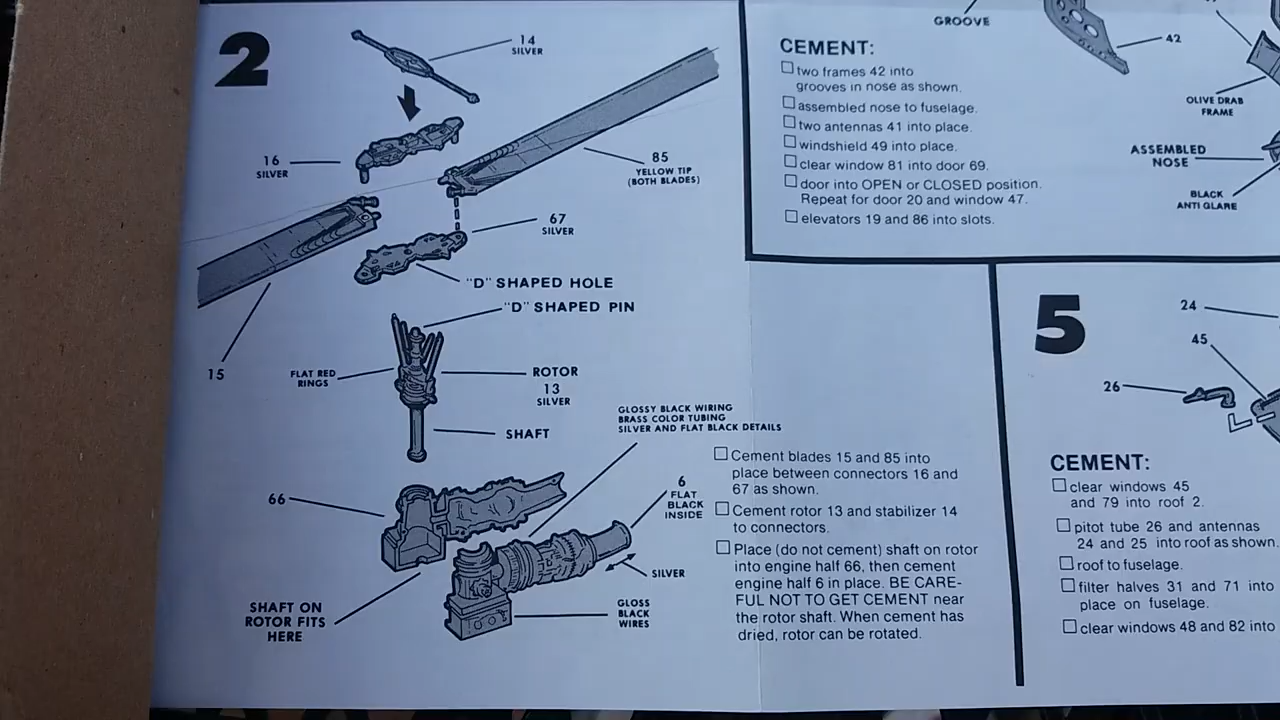 2
14
SILVER
16
SILVER
85
YELLOW TIP
(BOTH BLADES)
67
SILVER
"D" SHAPED HOLE
"D" SHAPED PIN
15
FLAT RED
RINGS
ROTOR
13
SILVER
SHAFT
GLOSSY BLACK WIRING
BRASS COLOR TUBING
SILVER AND FLAT BLACK DETAILS
66
6
FLAT
BLACK
INSIDE
SILVER
GLOSS
BLACK
WIRES
SHAFT ON
ROTOR FITS
HERE
Cement blades 15 and 85 into
place between connectors 16 and
67 as shown.
Cement rotor 13 and stabilizer 14
to connectors.
Place (do not cement) shaft on rotor
into engine half 66, then cement
engine half 6 in place. BE CARE-
FUL NOT TO GET CEMENT near
the rotor shaft. When cement has
dried, rotor can be rotated.
GROOVE
42
CEMENT:
two frames 42 into
grooves in nose as shown.
assembled nose to fuselage.
two antennas 41 into place.
windshield 49 into place.
clear window 81 into door 69.
door into OPEN or CLOSED position.
Repeat for door 20 and window 47.
elevators 19 and 86 into slots.
OLIVE DRAB
FRAME
ASSEMBLED
NOSE
BLACK
ANTI GLARE
5
24
45
26
CEMENT:
clear windows 45
and 79 into roof 2.
pitot tube 26 and antennas
24 and 25 into roof as shown.
roof to fuselage.
filter halves 31 and 71 into
place on fuselage.
clear windows 48 and 82 into